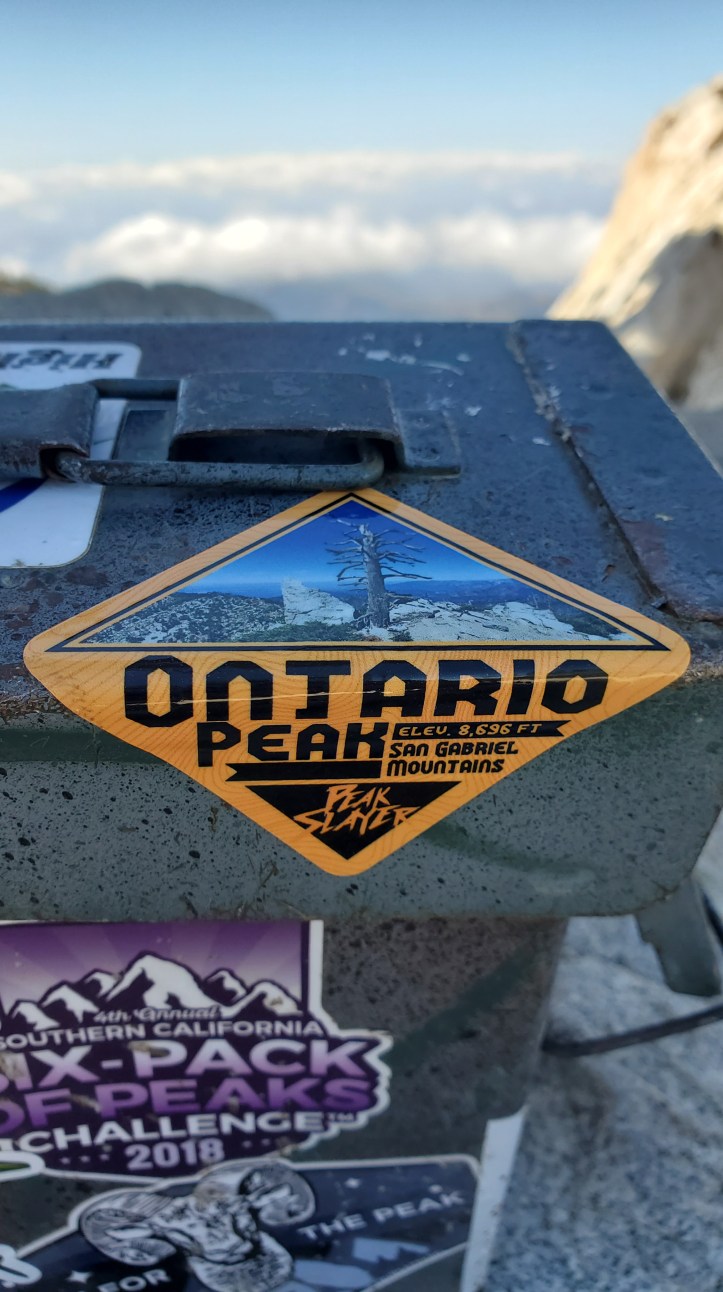 ONTARIO
PEAK
ELEV. 8,696 FT
SAN GABRIEL
MOUNTAINS
PEAK
SLAYER
4th Annual
SOUTHERN CALIFORNIA
SIX-PACK
OF PEAKS
CHALLENGE™
2018
THE PEAK
FOR